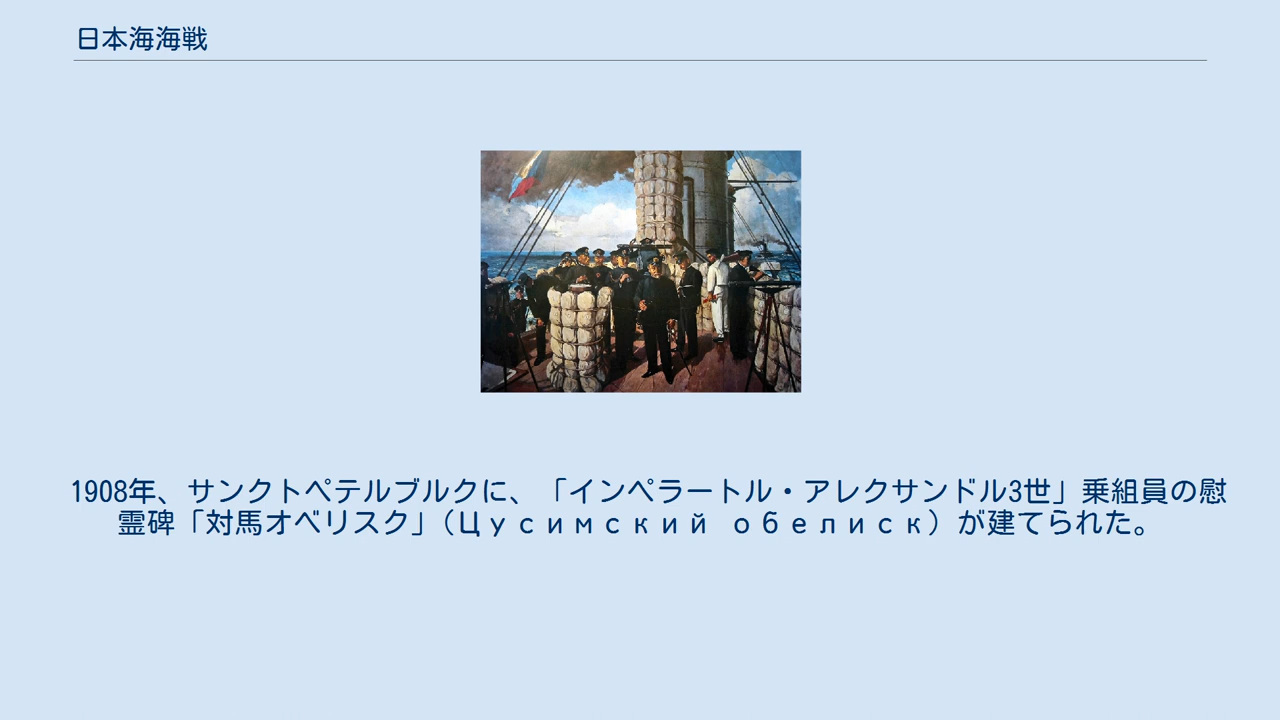 日本海海戦
1908年、サンクトペテルブルクに、「インペラートル・アレクサンドル3世」乗組員の慰
霊碑「対馬オベリスク」（Цусимский обелиск）が建てられた。